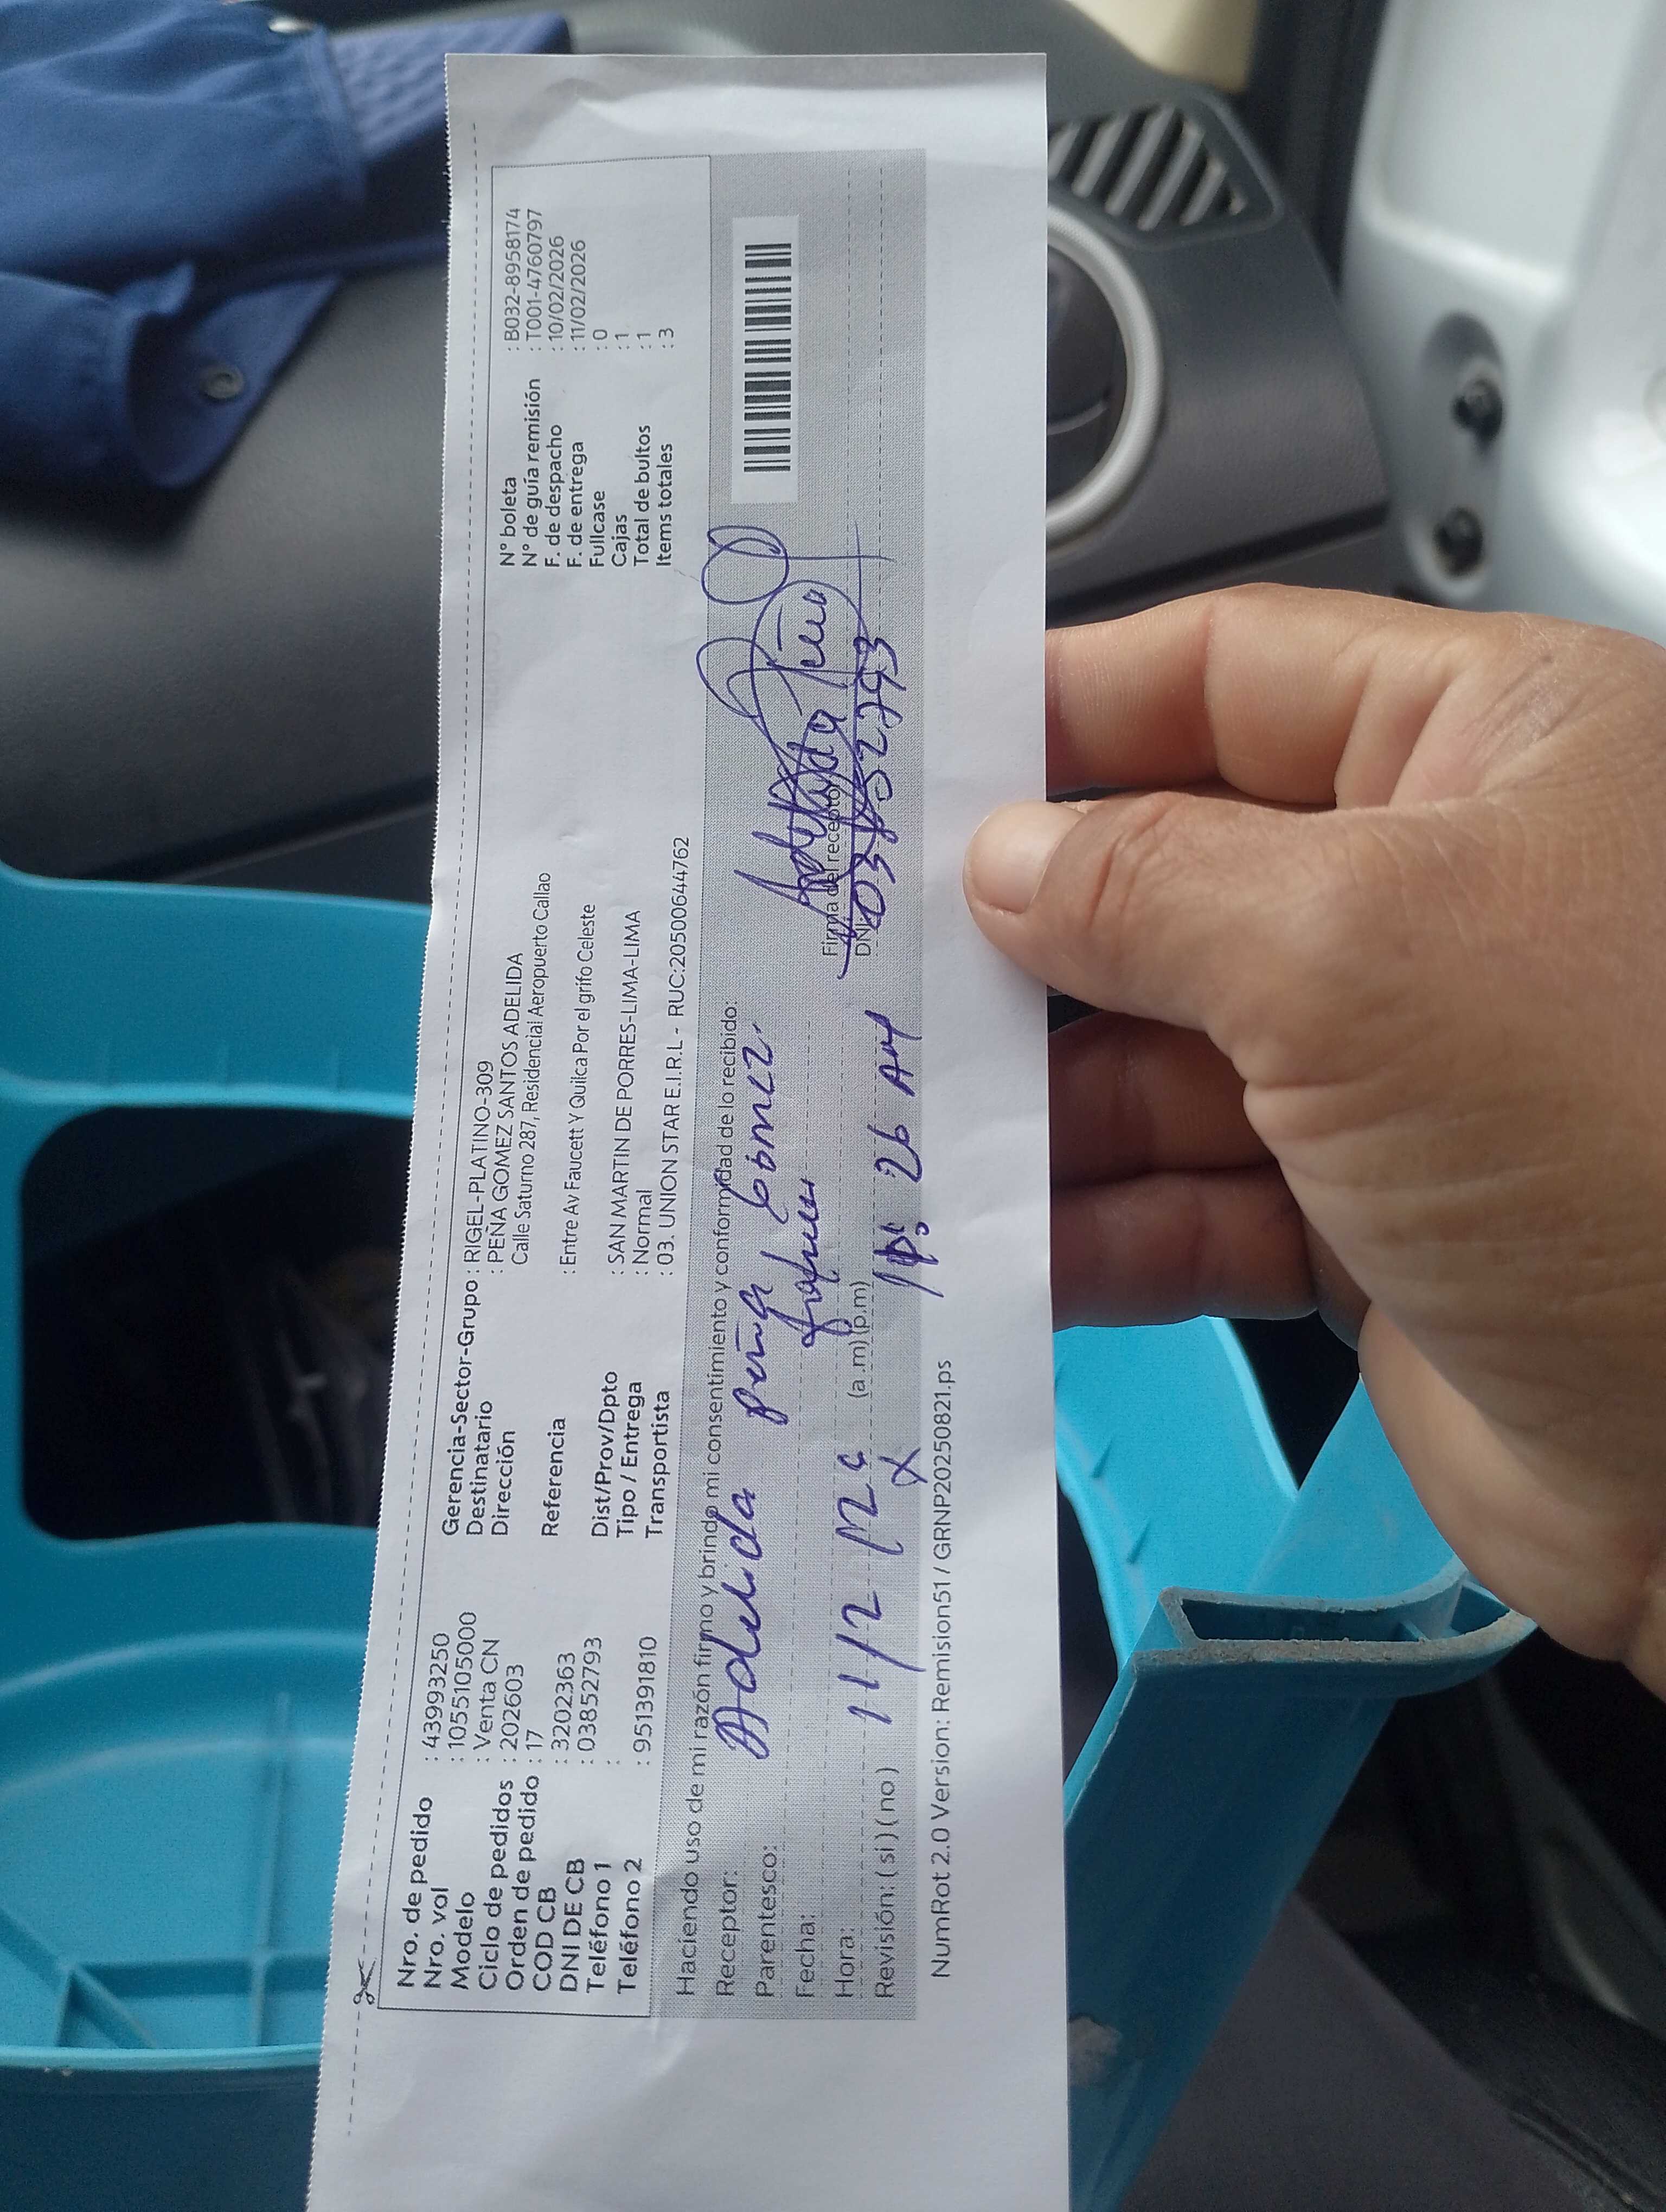 Nro. de pedido : 43993250
Nro. vol : 1055105000
Modelo : Venta CN
Ciclo de pedidos : 202603
Orden de pedido : 17
COD CB : 3202363
DNI DE CB : 03852793
Teléfono 1 :
Teléfono 2 : 951391810
Gerencia-Sector-Grupo : RIGEL-PLATINO-309
Destinatario : PEÑA GOMEZ SANTOS ADELIDA
Dirección Calle Saturno 287, Residencial Aeropuerto Callao
Referencia : Entre Av Faucett Y Quilca Por el grifo Celeste
Dist/Prov/Dpto : SAN MARTIN DE PORRES-LIMA-LIMA
Tipo / Entrega : Normal
Transportista : 03. UNION STAR E.I.R.L - RUC:20500644762
N° boleta : B032-8958174
N° de guía remisión : T001-4760797
F. de despacho : 10/02/2026
F. de entrega : 11/02/2026
Fullcase : 0
Cajas : 1
Total de bultos : 1
Items totales : 3
Haciendo uso de mi razón firmo y brindo mi consentimiento y conformidad de lo recibido:
Receptor: Adelida peña Gómez
Parentesco:
Fecha: 11/2
Hora: (a.m) (p.m) 26 AM
Revisión: (si) (no) X
Adelida Peña
Firma del receptor
DNI: 03852793
NumRot 2.0 Version: Remision51 / GRNP20250821.ps